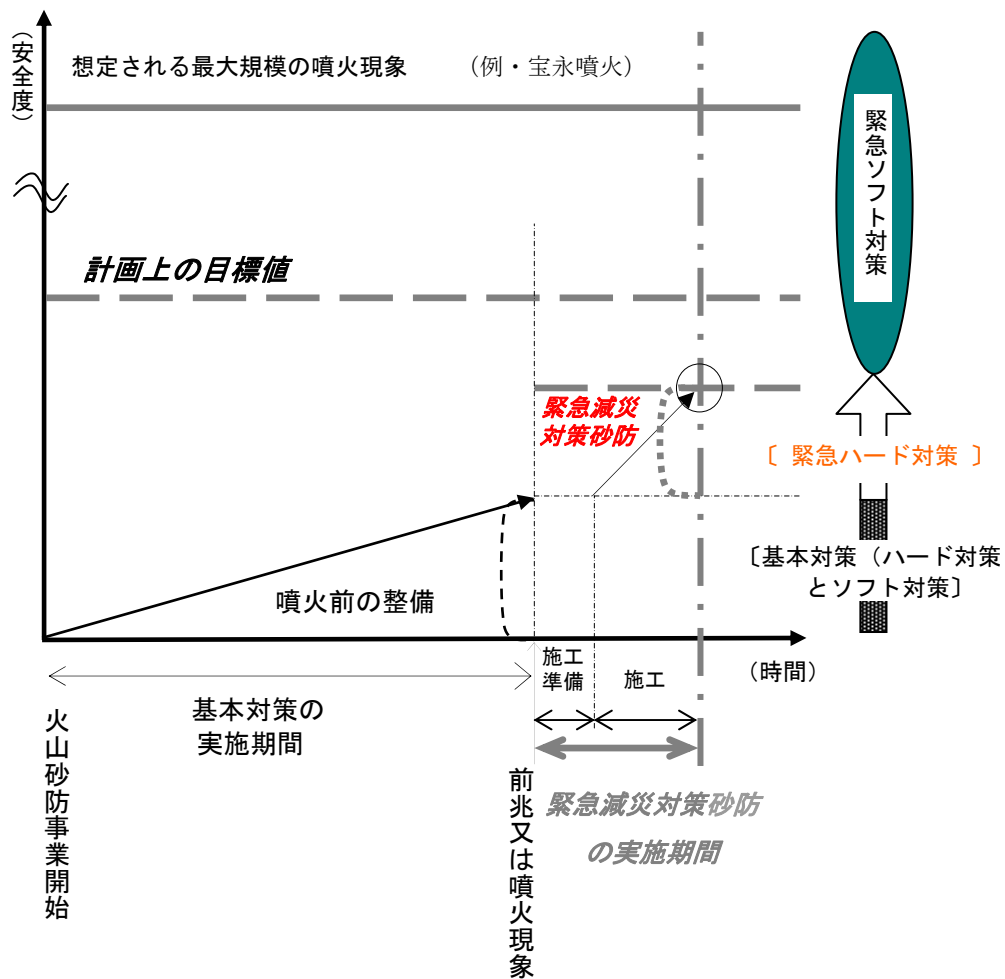 (安全度)
想定される最大規模の噴火現象 (例・宝永噴火)
計画上の目標値
緊急減災
対策砂防
噴火前の整備
緊急ソフト対策
〔 緊急ハード対策 〕
〔基本対策(ハード対策
とソフト対策〕
(時間)
施工
準備
施工
基本対策の
実施期間
火山砂防事業開始
前兆又は噴火現象
緊急減災対策砂防
の実施期間